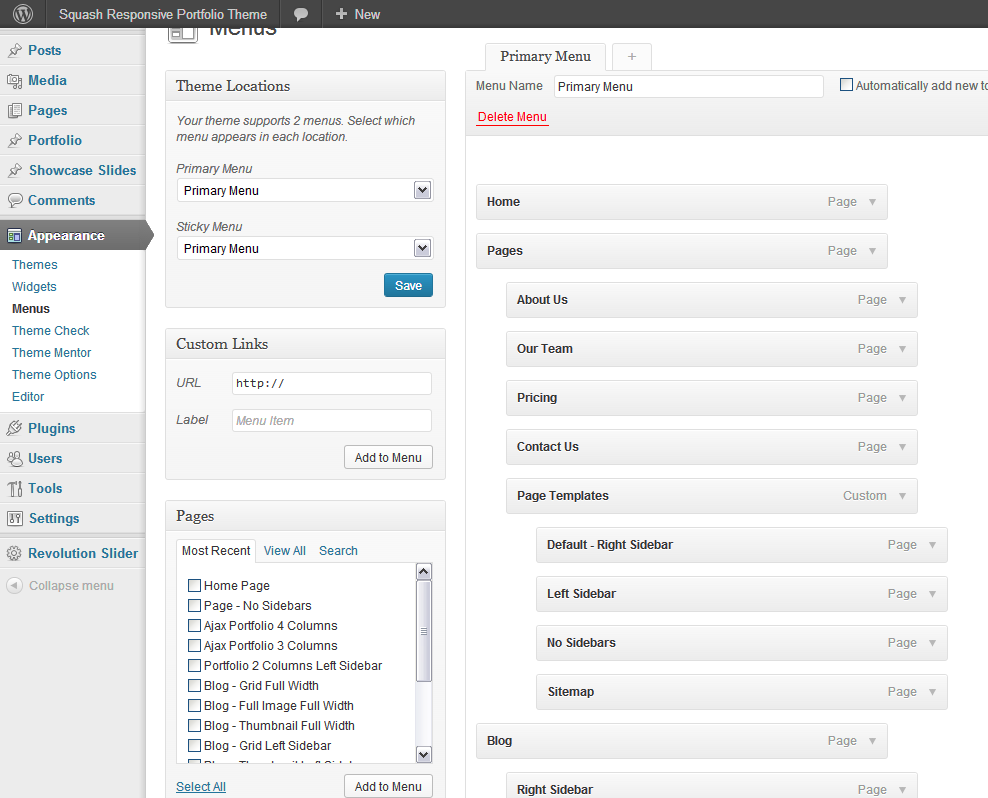 Squash Responsive Portfolio Theme
New
Posts
Media
Pages
Portfolio
Showcase Slides
Comments
Appearance
Themes
Widgets
Menus
Theme Check
Theme Mentor
Theme Options
Editor
Plugins
Users
Tools
Settings
Revolution Slider
Collapse menu
Menus
Theme Locations
Your theme supports 2 menus. Select which
menu appears in each location.
Primary Menu
Primary Menu
Sticky Menu
Primary Menu
Save
Custom Links
URL http://
Label Menu Item
Add to Menu
Pages
Most Recent View All Search
Home Page
Page - No Sidebars
Ajax Portfolio 4 Columns
Ajax Portfolio 3 Columns
Portfolio 2 Columns Left Sidebar
Blog - Grid Full Width
Blog - Full Image Full Width
Blog - Thumbnail Full Width
Blog - Grid Left Sidebar
Select All Add to Menu
Primary Menu +
Menu Name Primary Menu Automatically add new to
Delete Menu
Home Page
Pages Page
About Us Page
Our Team Page
Pricing Page
Contact Us Page
Page Templates Custom
Default - Right Sidebar Page
Left Sidebar Page
No Sidebars Page
Sitemap Page
Blog Page
Right Sidebar Page